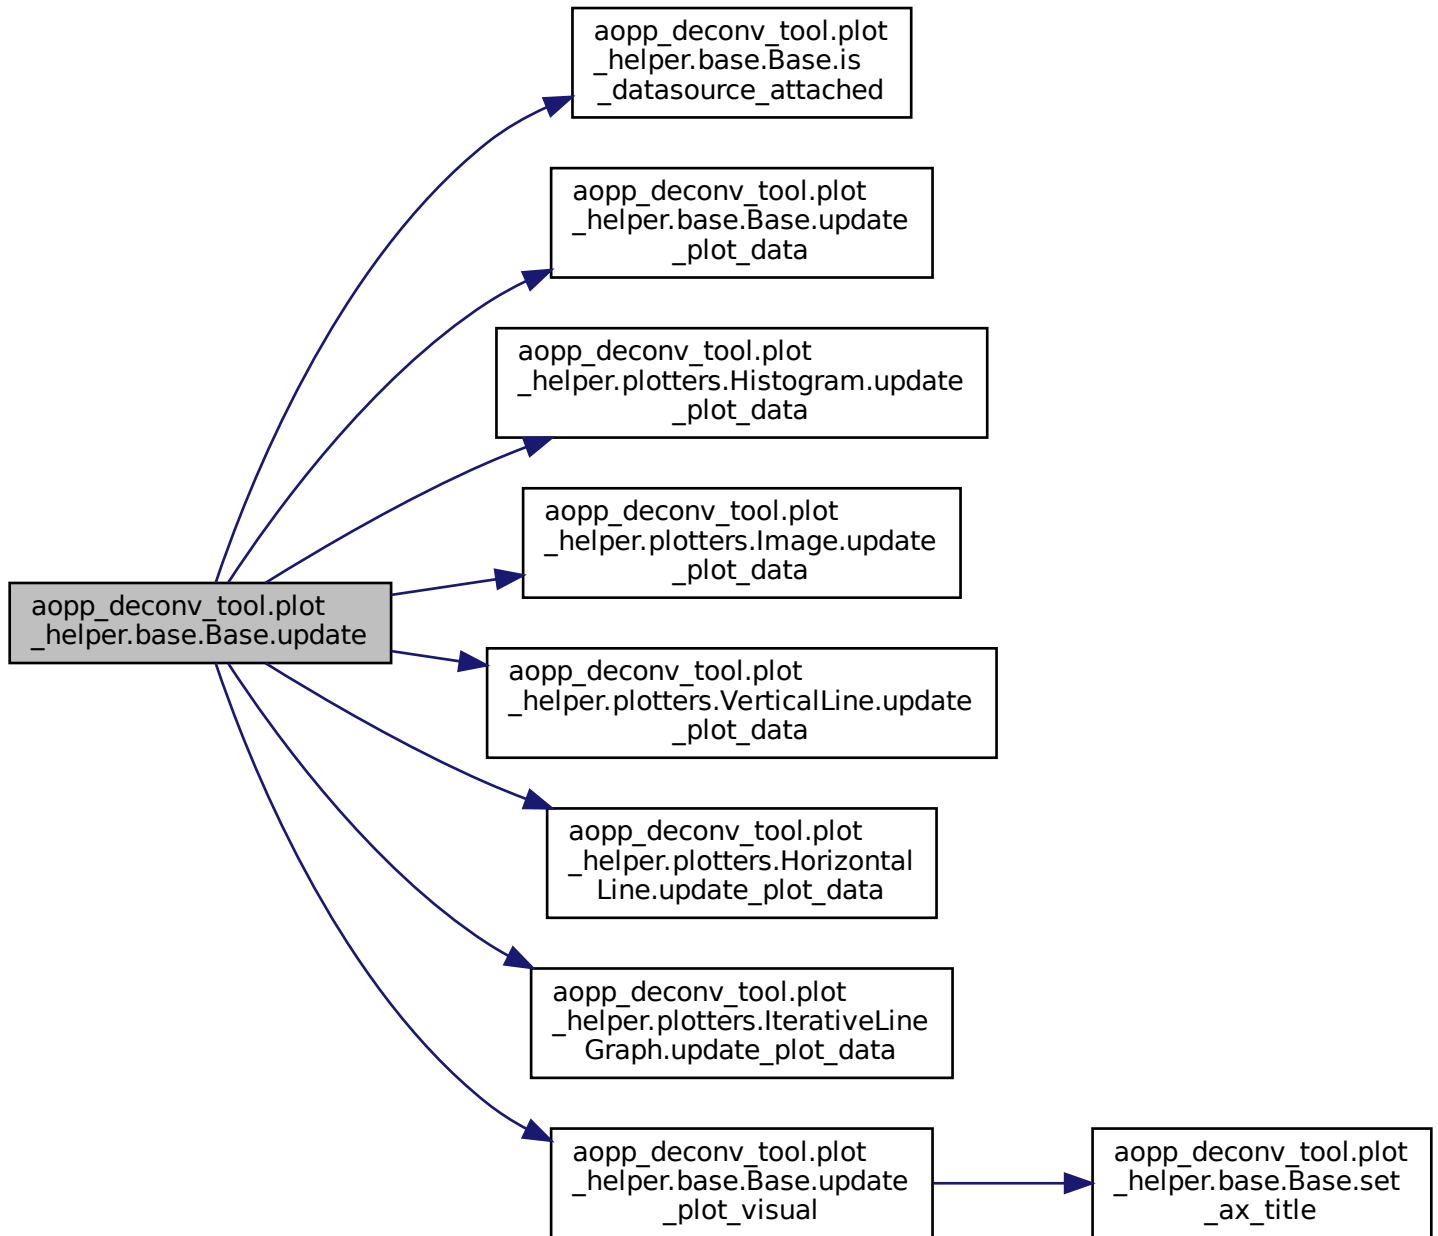 aopp_deconv_tool.plot
_helper.base.Base.is
_datasource_attached
aopp_deconv_tool.plot
_helper.base.Base.update
_plot_data
aopp_deconv_tool.plot
_helper.plotters.Histogram.update
_plot_data
aopp_deconv_tool.plot
_helper.plotters.Image.update
_plot_data
aopp_deconv_tool.plot
_helper.base.Base.update
aopp_deconv_tool.plot
_helper.plotters.VerticalLine.update
_plot_data
aopp_deconv_tool.plot
_helper.plotters.Horizontal
Line.update_plot_data
aopp_deconv_tool.plot
_helper.plotters.IterativeLine
Graph.update_plot_data
aopp_deconv_tool.plot
_helper.base.Base.update
_plot_visual
aopp_deconv_tool.plot
_helper.base.Base.set
_ax_title